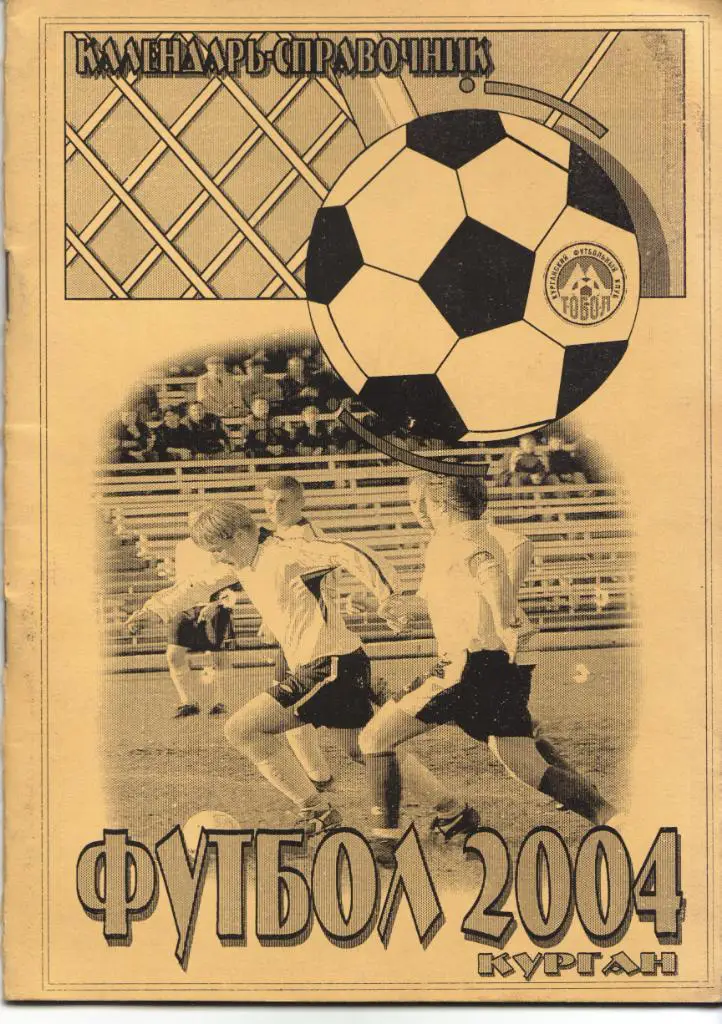 КАЛЕНДАРЬ-СПРАВОЧНИК
КУРГАНСКИЙ ФУТБОЛЬНЫЙ КЛУБ
ТОБОЛ
ФУТБОЛ 2004
КУРГАН